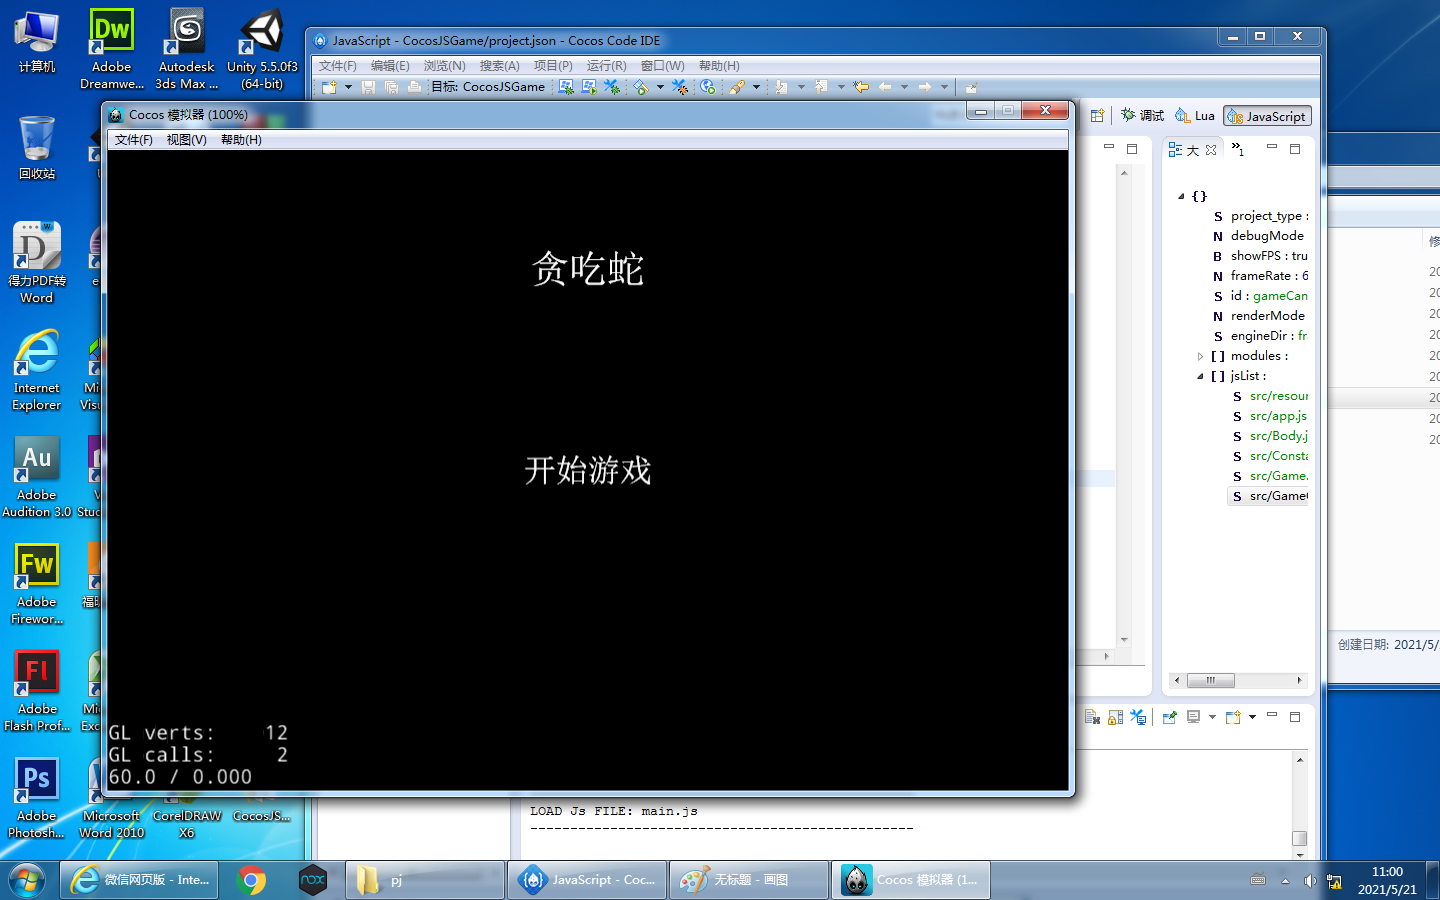 计算机
Adobe Dreamwe...
Autodesk 3ds Max ...
Unity 5.5.0f3 (64-bit)
回收站
得力PDF转 Word
Internet Explorer
Adobe Audition 3.0
Adobe Firewor...
Adobe Flash Prof...
Adobe Photosh...
Microsoft Word 2010
CorelDRAW X6
CocosJS...
JavaScript - CocosJSGame/project.json - Cocos Code IDE
文件(F) 编辑(E) 浏览(N) 搜索(A) 项目(P) 运行(R) 窗口(W) 帮助(H)
目标: CocosJSGame
调试 Lua JavaScript
Cocos 模拟器 (100%)
文件(F) 视图(V) 帮助(H)
贪吃蛇
开始游戏
GL verts: 12
GL calls: 2
60.0 / 0.000
大
{}
S project_type :
N debugMode
B showFPS : tru
N frameRate : 6
S id : gameCan
N renderMode
S engineDir : fr
[ ] modules :
[ ] jsList :
S src/resour
S src/app.js
S src/Body.j
S src/Consta
S src/Game.
S src/Game
创建日期: 2021/5/
LOAD Js FILE: main.js
------------------------------------------------
微信网页版 - Inte...
nox
pj
JavaScript - Coc...
无标题 - 画图
Cocos 模拟器 (1...
11:00
2021/5/21